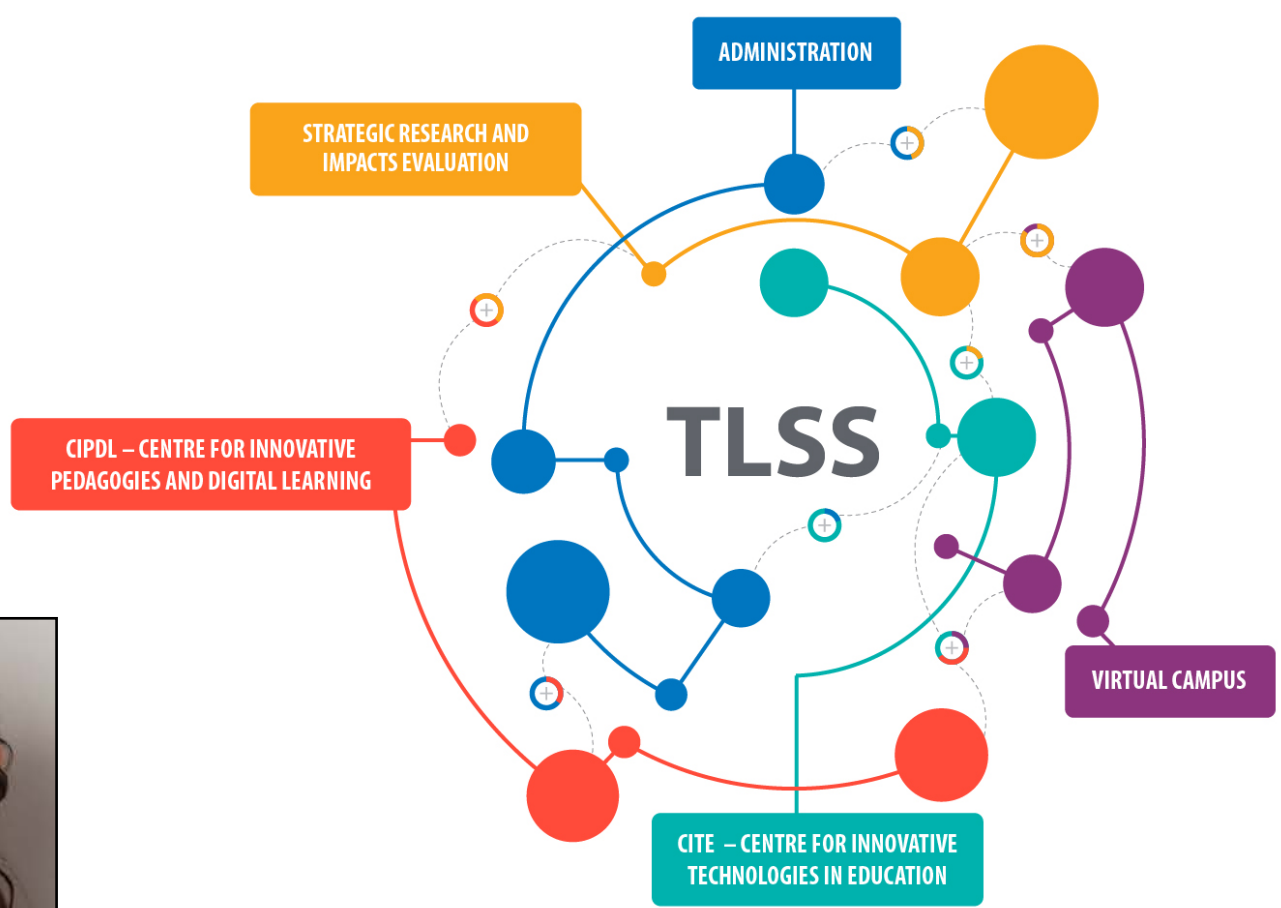 ADMINISTRATION
STRATEGIC RESEARCH AND
IMPACTS EVALUATION
TLSS
CIPDL – CENTRE FOR INNOVATIVE
PEDAGOGIES AND DIGITAL LEARNING
VIRTUAL CAMPUS
CITE – CENTRE FOR INNOVATIVE
TECHNOLOGIES IN EDUCATION